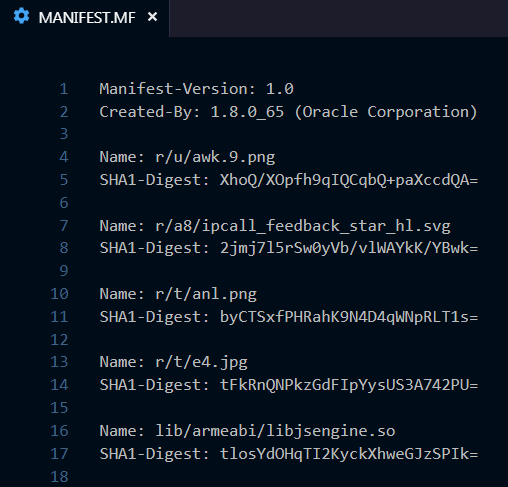 MANIFEST.MF ×
1 Manifest-Version: 1.0
2 Created-By: 1.8.0_65 (Oracle Corporation)
3
4 Name: r/u/awk.9.png
5 SHA1-Digest: XhoQ/XOpfh9qIQCqbQ+paXccdQA=
6
7 Name: r/a8/ipcall_feedback_star_hl.svg
8 SHA1-Digest: 2jmj7l5rSw0yVb/vlWAYkK/YBwk=
9
10 Name: r/t/anl.png
11 SHA1-Digest: byCTSxfPHRahK9N4D4qWNpRLT1s=
12
13 Name: r/t/e4.jpg
14 SHA1-Digest: tFkRnQNPkzGdFIpYysUS3A742PU=
15
16 Name: lib/armeabi/libjsengine.so
17 SHA1-Digest: tlosYdOHqTI2KyckXhweGJzSPIk=
18